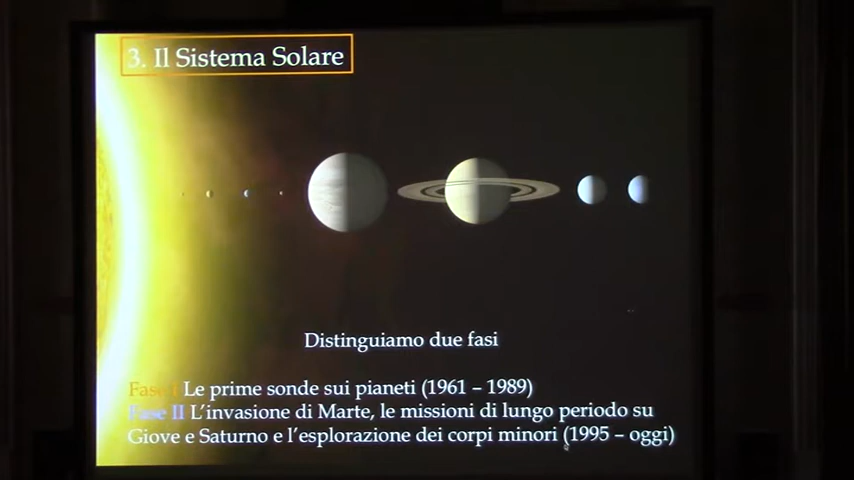 3. Il Sistema Solare
Distinguiamo due fasi
Fase I Le prime sonde sui pianeti (1961 – 1989)
Fase II L'invasione di Marte, le missioni di lungo periodo su
Giove e Saturno e l'esplorazione dei corpi minori (1995 – oggi)